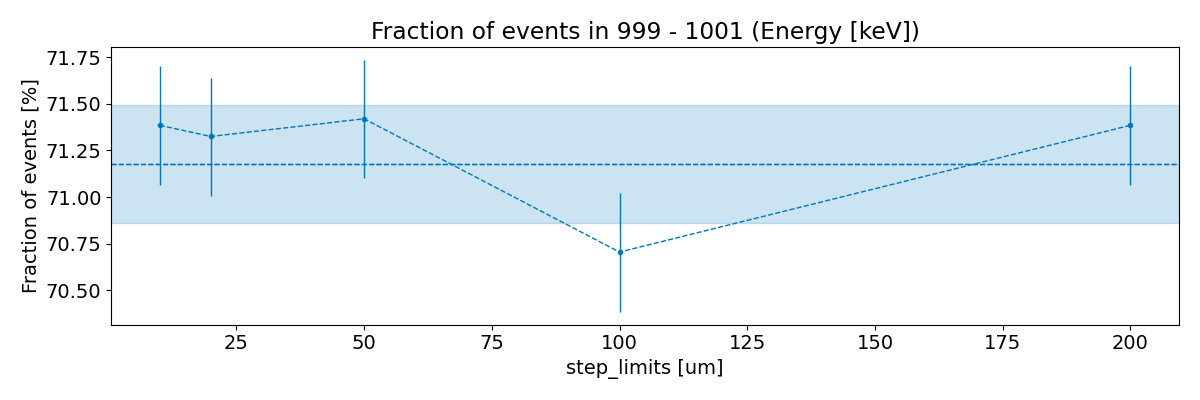 Fraction of events in 999 - 1001 (Energy [keV])
Fraction of events [%]
71.75
71.50
71.25
71.00
70.75
70.50
25 50 75 100 125 150 175 200
step_limits [um]